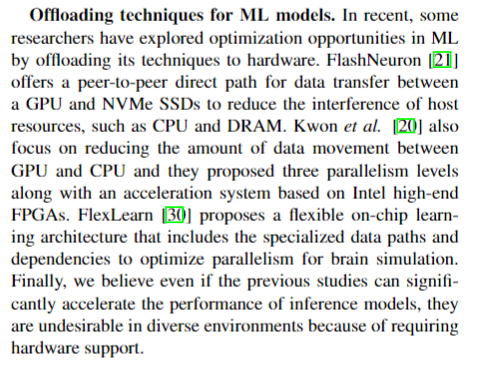 Offloading techniques for ML models. In recent, some
researchers have explored optimization opportunities in ML
by offloading its techniques to hardware. FlashNeuron [21]
offers a peer-to-peer direct path for data transfer between
a GPU and NVMe SSDs to reduce the interference of host
resources, such as CPU and DRAM. Kwon et al. [20] also
focus on reducing the amount of data movement between
GPU and CPU and they proposed three parallelism levels
along with an acceleration system based on Intel high-end
FPGAs. FlexLearn [30] proposes a flexible on-chip learn-
ing architecture that includes the specialized data paths and
dependencies to optimize parallelism for brain simulation.
Finally, we believe even if the previous studies can signifi-
cantly accelerate the performance of inference models, they
are undesirable in diverse environments because of requiring
hardware support.